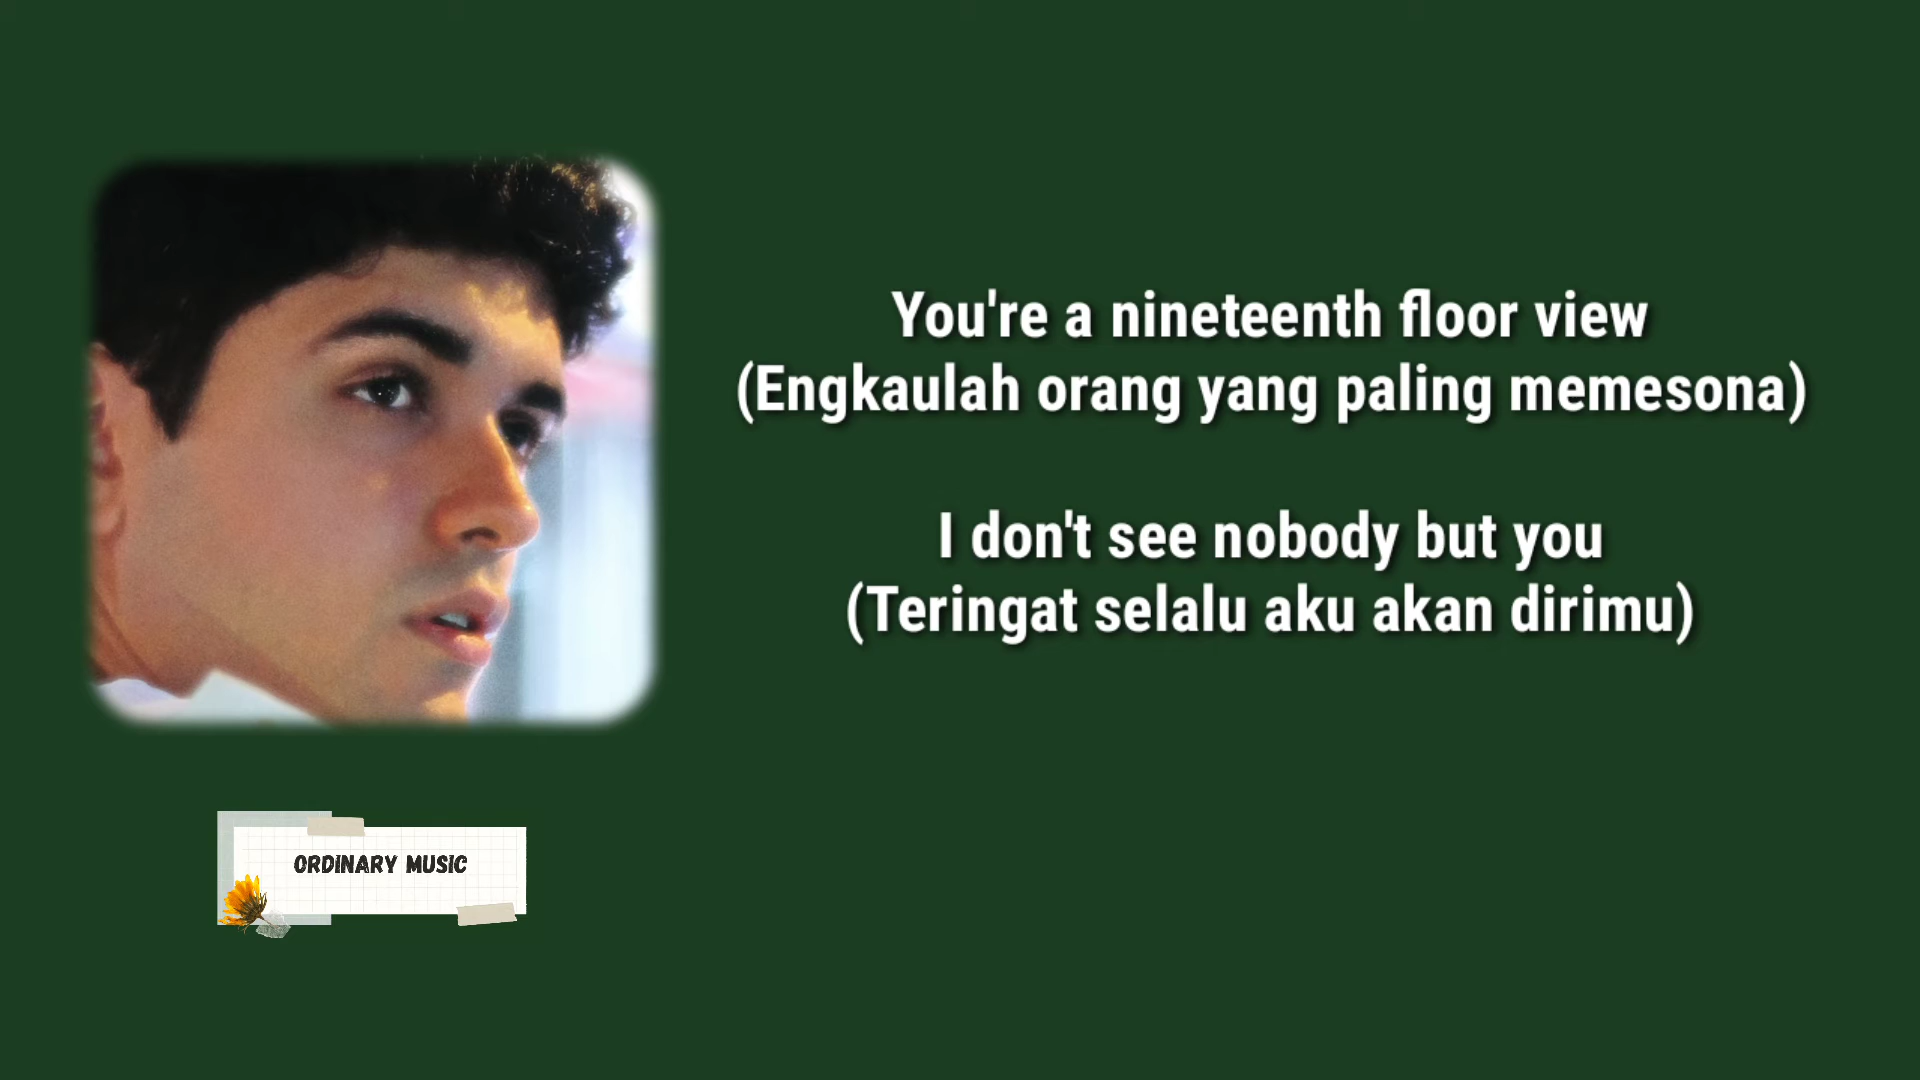 You're a nineteenth floor view
(Engkaulah orang yang paling memesona)
I don't see nobody but you
(Teringat selalu aku akan dirimu)
ORDINARY MUSIC